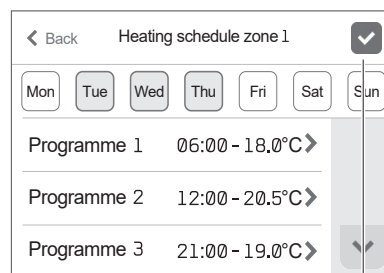 Back Heating schedule zone 1
Mon Tue Wed Thu Fri Sat Sun
Programme 1 06:00 - 18.0°C
Programme 2 12:00 - 20.5°C
Programme 3 21:00 - 19.0°C